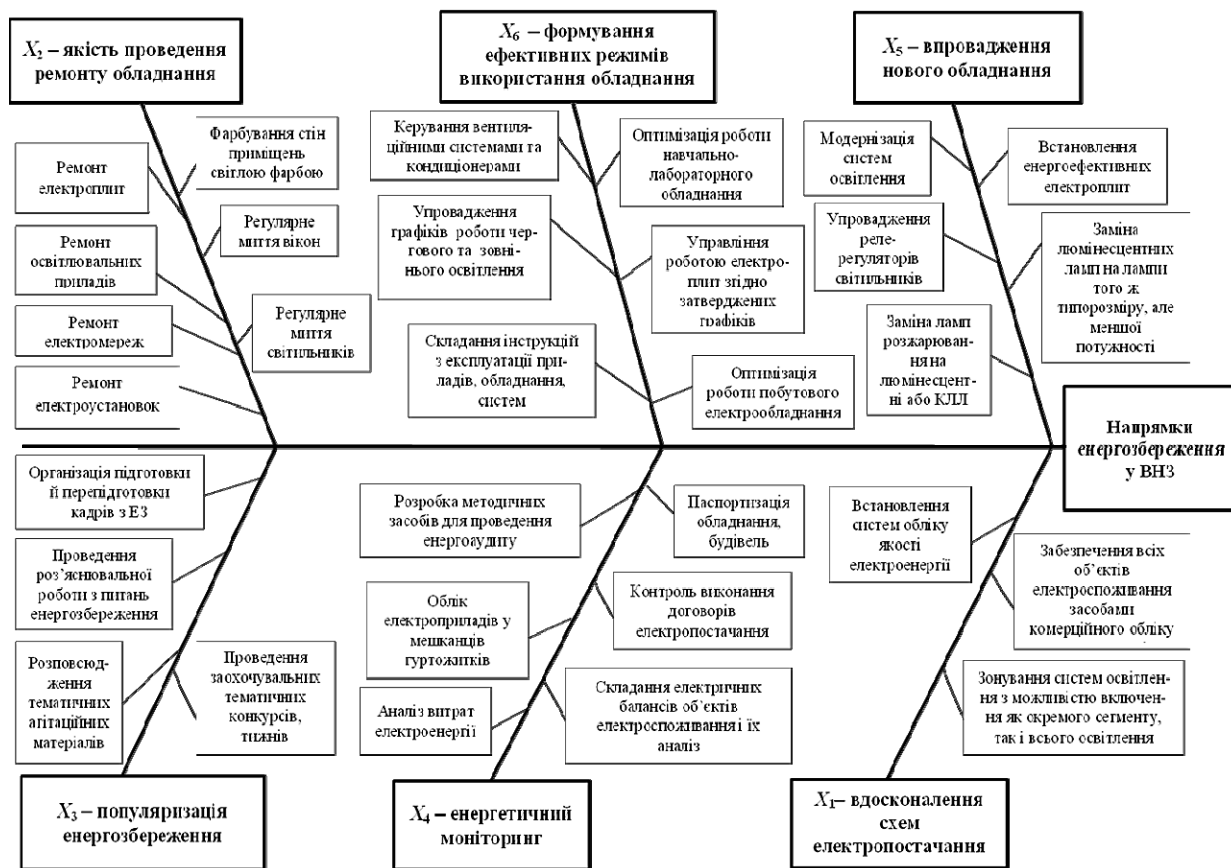 X₂ – якість проведення
ремонту обладнання
X₆ – формування
ефективних режимів
використання обладнання
X₅ – впровадження
нового обладнання
Ремонт
електроплит
Фарбування стін
приміщень
світлою фарбою
Регулярне
миття вікон
Ремонт
освітлювальних
приладів
Ремонт
електромереж
Регулярне
миття
світильників
Ремонт
електроустановок
Керування вентиля-
ційними системами та
кондиціонерами
Оптимізація роботи
навчально-
лабораторного
обладнання
Упровадження
графіків роботи чер-
гового та зовні-
шнього освітлення
Управління
роботою електро-
плит згідно
затверджених
графіків
Складання інструкцій
з експлуатації при-
ладів, обладнання,
систем
Оптимізація
роботи побутового
електрообладнання
Модернізація
систем
освітлення
Встановлення
енергоефективних
електроплит
Упровадження
реле-
регуляторів
світильників
Заміна
люмінесцентних
ламп на лампи
того ж
типорозміру, але
меншої
потужності
Заміна ламп
розжарюван-
ня на
люмінесцент-
ні або КЛЛ
Напрямки
енергозбереження
у ВНЗ
Організація підготовки
й перепідготовки
кадрів з ЕЗ
Проведення
роз’яснювальної
роботи з питань
енергозбереження
Розповсюд-
ження
тематичних
агітаційних
матеріалів
Проведення
заохочувальних
тематичних
конкурсів,
тижнів
Розробка методичних
засобів для проведення
енергоаудиту
Паспортизація
обладнання,
будівель
Облік
електроприладів у
мешканців
гуртожитків
Контроль виконання
договорів
електропостачання
Аналіз витрат
електроенергії
Складання електричних
балансів об’єктів
електроспоживання і їх
аналіз
Встановлення
систем обліку
якості
електроенергії
Забезпечення всіх
об’єктів
електроспоживання
засобами
комерційного обліку
Зонування систем освітлен-
ня з можливістю включен-
ня як окремого сегменту,
так і всього освітлення
X₃ – популяризація
енергозбереження
X₄ – енергетичний
моніторинг
X₁– вдосконалення
схем
електропостачання